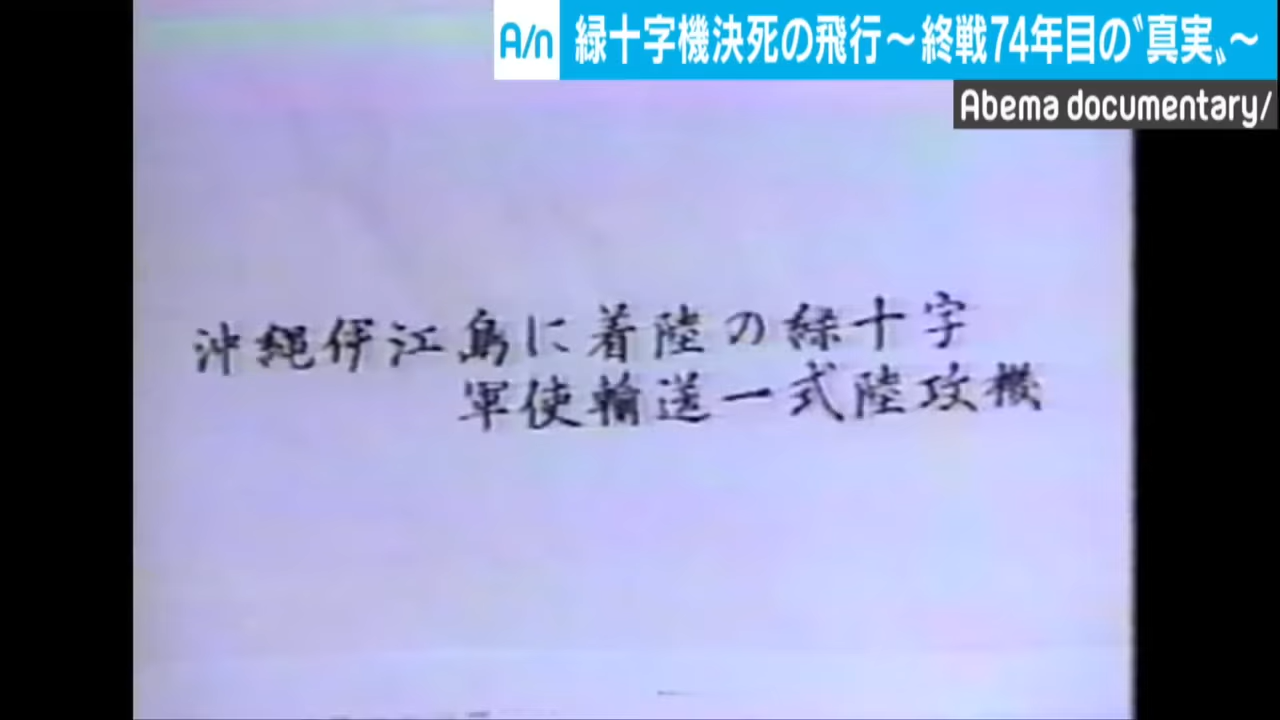 A/n
緑十字機決死の飛行～終戦74年目の〝真実〟～
Abema documentary/
沖縄伊江島に着陸の緑十字
軍使輸送一式陸攻機